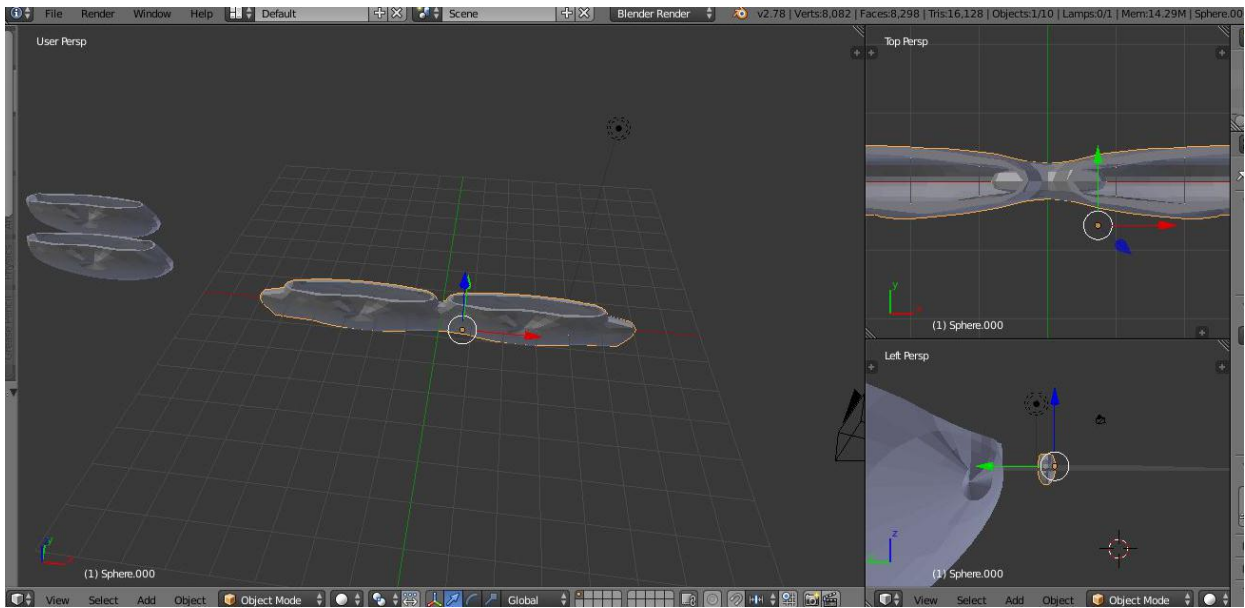 File Render Window Help Default Scene Blender Render v2.78 | Verts:8,082 | Faces:8,298 | Tris:16,128 | Objects:1/10 | Lamps:0/1 | Mem:14.29M | Sphere.00
User Persp
Top Persp
y
(1) Sphere.000
Left Persp
z
(1) Sphere.000
y
x
(1) Sphere.000
View Select Add Object Object Mode Global
View Select Add Object Object Mode